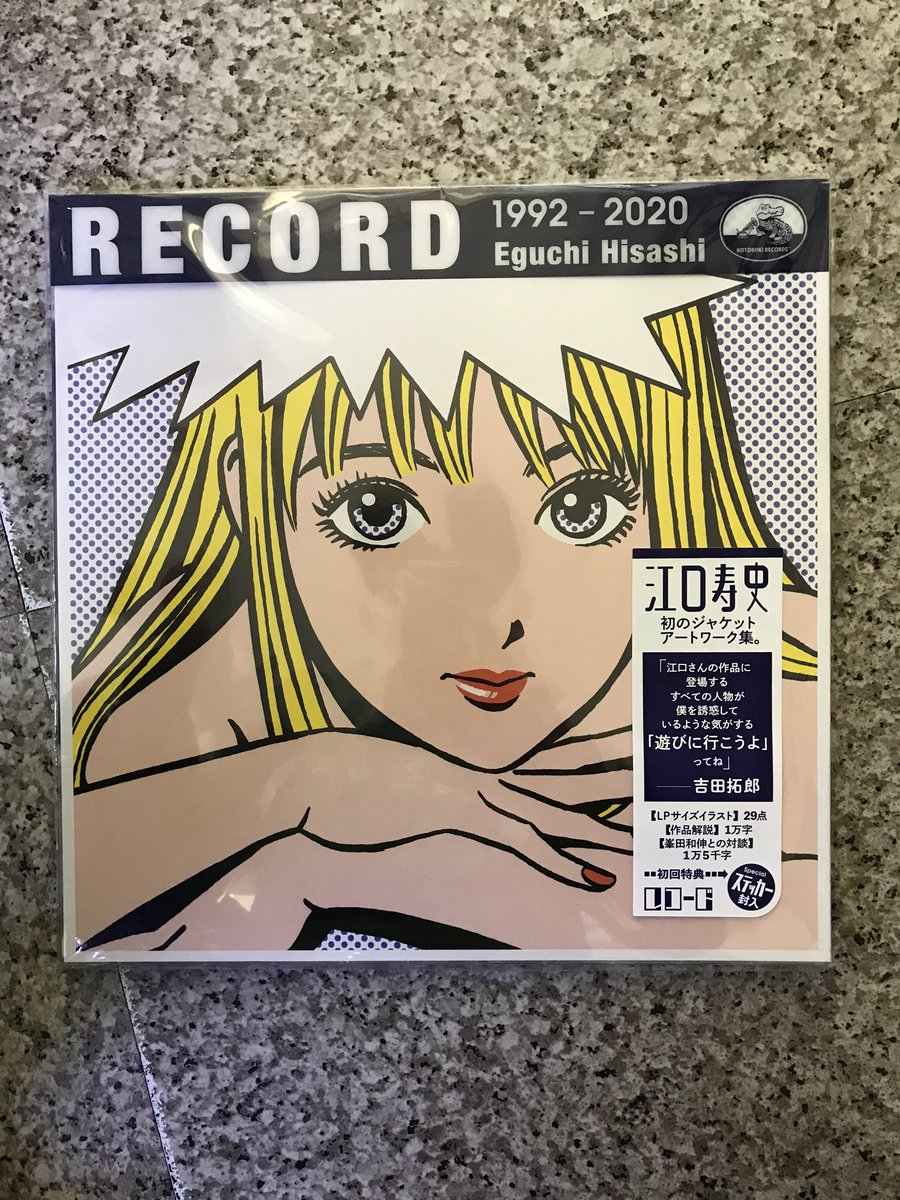 RECORD
1992 – 2020
Eguchi Hisashi
KOTOBUKI RECORDS
江口寿史
初のジャケット
アートワーク集。
「江口さんの作品に
登場する
すべての人物が
僕を誘惑して
いるような気がする
「遊びに行こうよ」
ってね」
吉田拓郎
【LPサイズイラスト】29点
【作品解説】1万字
【峯田和伸との対談】
1万5千字
初回特典
レコード
Special
ステッカー
封入